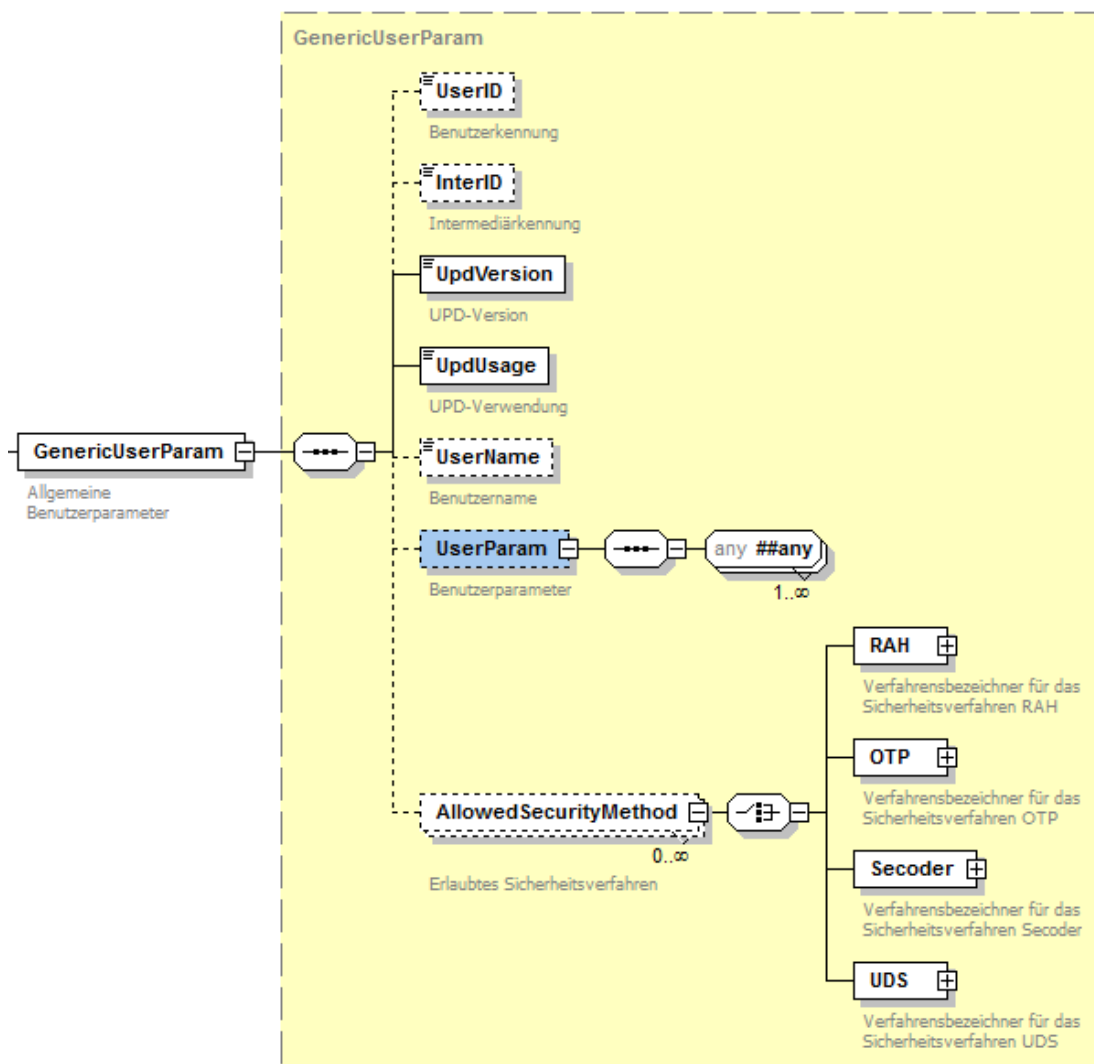 GenericUserParam
UserID
Benutzerkennung
InterID
Intermediärkennung
UpdVersion
UPD-Version
UpdUsage
UPD-Verwendung
GenericUserParam
Allgemeine
Benutzerparameter
UserName
Benutzername
UserParam
any ##any
Benutzerparameter
1..∞
RAH
Verfahrensbezeichner für das
Sicherheitsverfahren RAH
OTP
Verfahrensbezeichner für das
Sicherheitsverfahren OTP
AllowedSecurityMethod
0..∞
Erlaubtes Sicherheitsverfahren
Secoder
Verfahrensbezeichner für das
Sicherheitsverfahren Secoder
UDS
Verfahrensbezeichner für das
Sicherheitsverfahren UDS